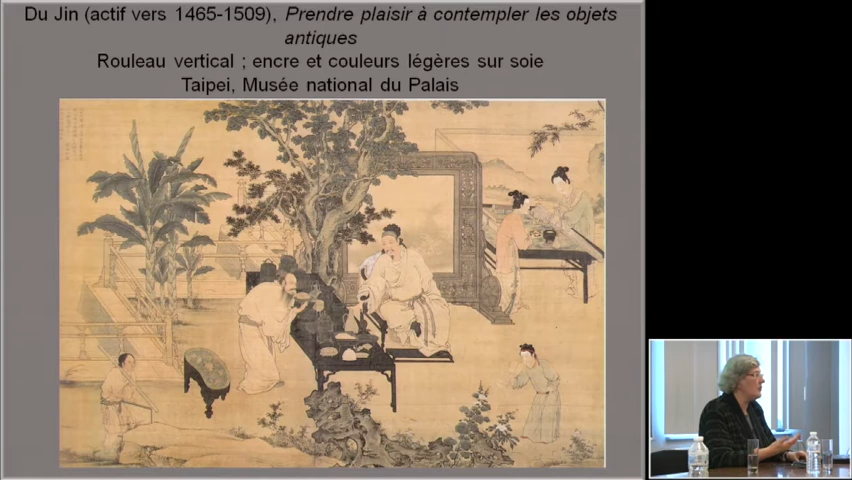 Du Jin (actif vers 1465-1509), Prendre plaisir à contempler les objets
antiques
Rouleau vertical ; encre et couleurs légères sur soie
Taipei, Musée national du Palais